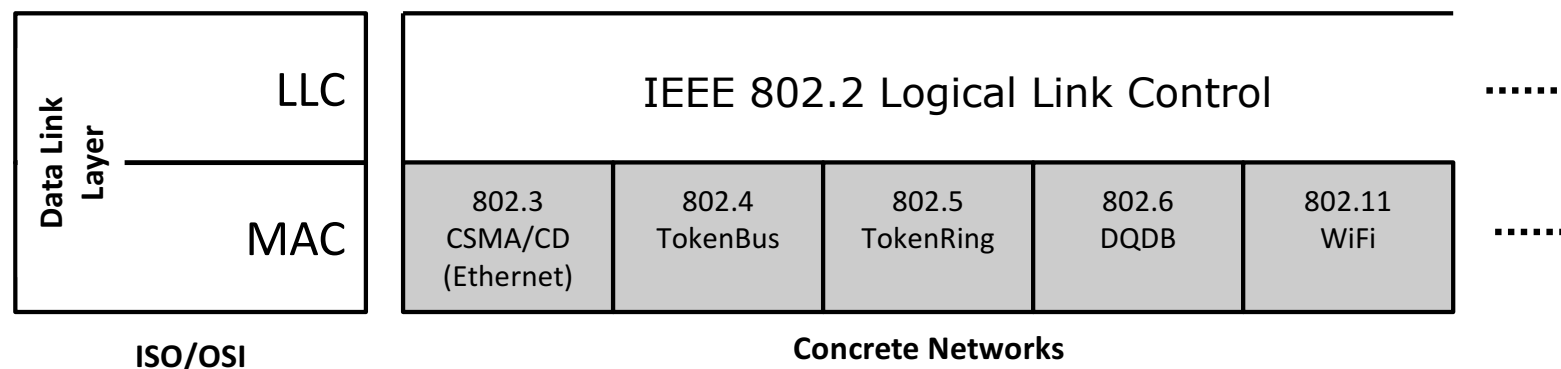 Data Link
Layer
LLC
MAC
ISO/OSI
IEEE 802.2 Logical Link Control
......
802.3
CSMA/CD
(Ethernet)
802.4
TokenBus
802.5
TokenRing
802.6
DQDB
802.11
WiFi
......
Concrete Networks